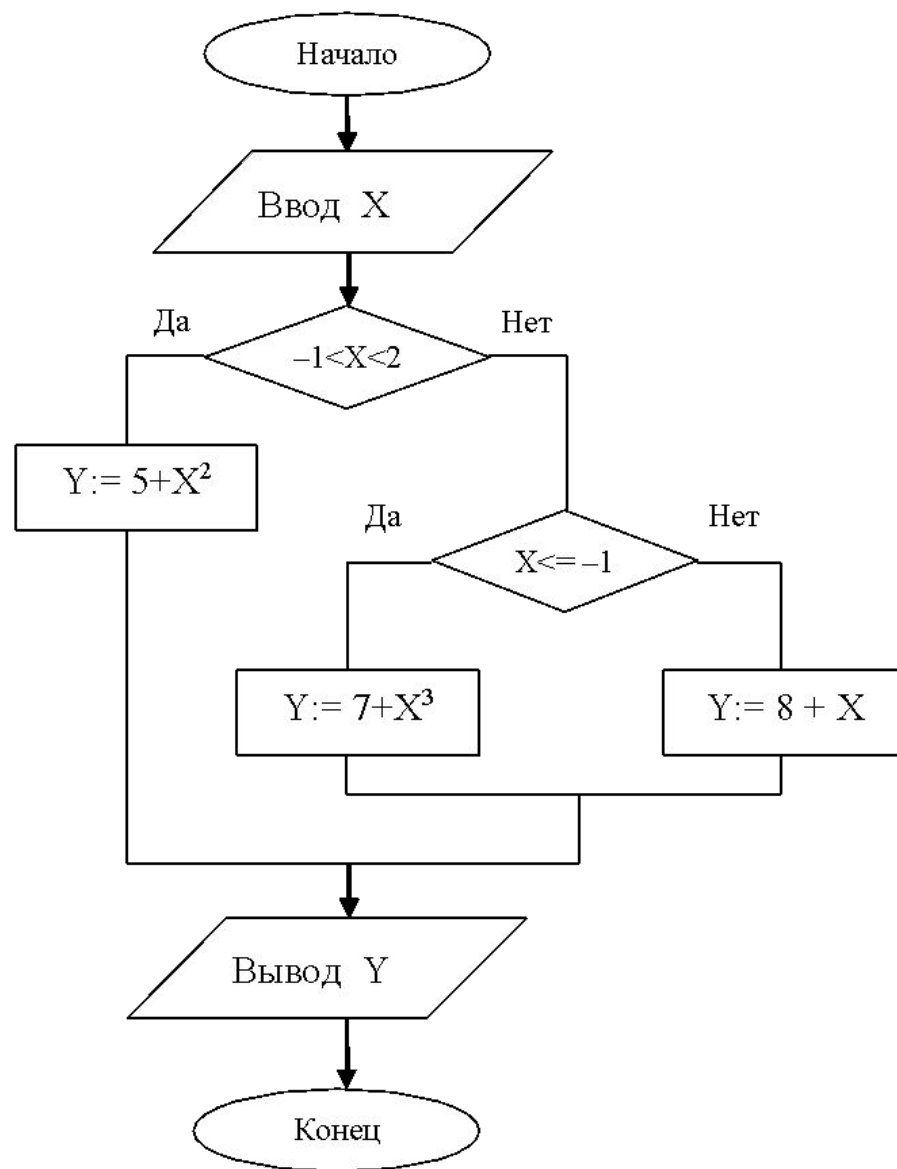 Начало
Ввод X
Да
Нет
–1<X<2
Y:= 5+X²
Да
Нет
X<= –1
Y:= 7+X³
Y:= 8 + X
Вывод Y
Конец